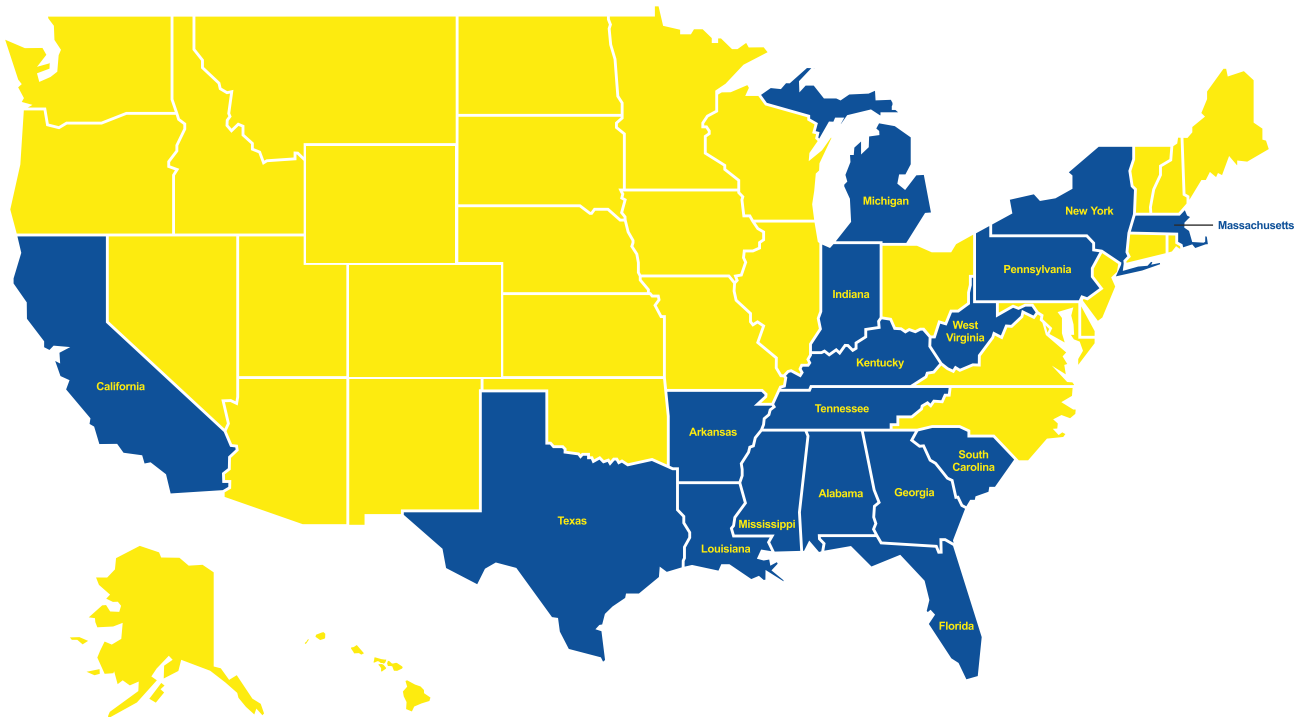 Michigan
New York
Massachusetts
Pennsylvania
Indiana
West
Virginia
Kentucky
California
Tennessee
Arkansas
South
Carolina
Alabama
Georgia
Texas
Mississippi
Louisiana
Florida